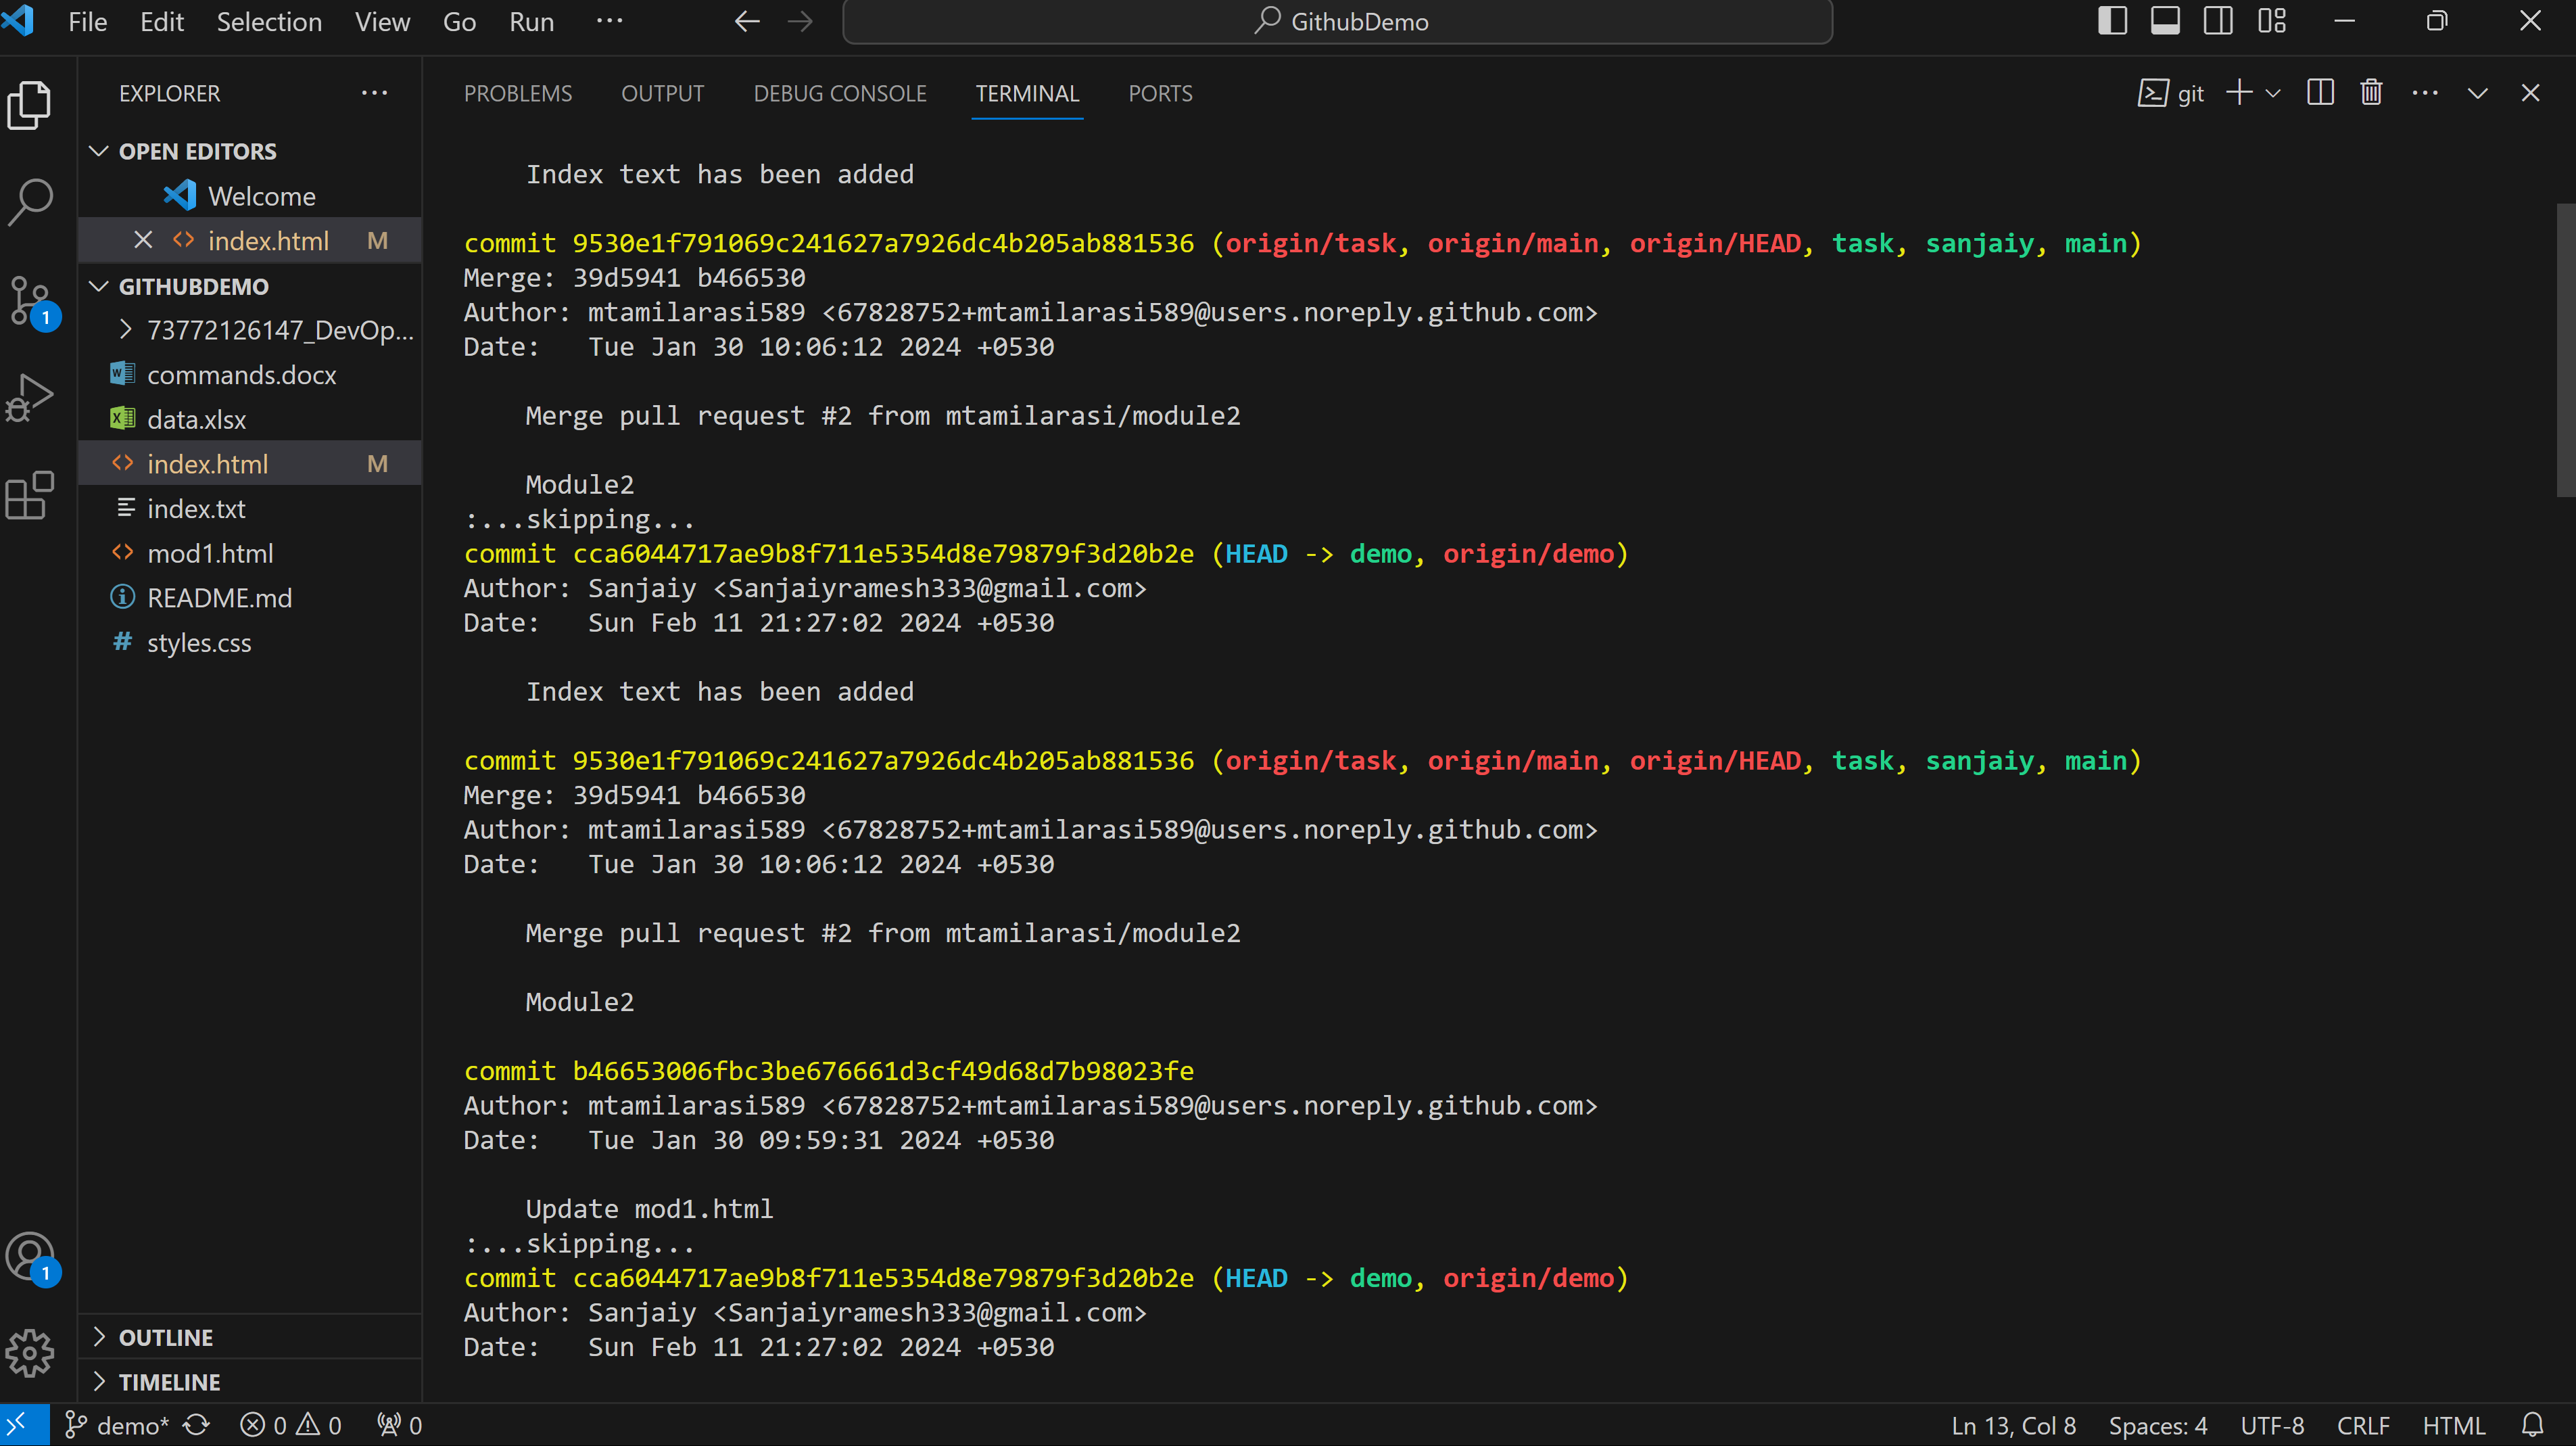 File Edit Selection View Go Run ···
GithubDemo
EXPLORER ···
OPEN EDITORS
Welcome
index.html M
GITHUBDEMO
73772126147_DevOp...
commands.docx
data.xlsx
index.html M
index.txt
mod1.html
README.md
styles.css
OUTLINE
TIMELINE
1
1
PROBLEMS OUTPUT DEBUG CONSOLE TERMINAL PORTS
git
Index text has been added
commit 9530e1f791069c241627a7926dc4b205ab881536 (origin/task, origin/main, origin/HEAD, task, sanjaiy, main)
Merge: 39d5941 b466530
Author: mtamilarasi589 <67828752+mtamilarasi589@users.noreply.github.com>
Date:   Tue Jan 30 10:06:12 2024 +0530
Merge pull request #2 from mtamilarasi/module2
Module2
:...skipping...
commit cca6044717ae9b8f711e5354d8e79879f3d20b2e (HEAD -> demo, origin/demo)
Author: Sanjaiy <Sanjaiyramesh333@gmail.com>
Date:   Sun Feb 11 21:27:02 2024 +0530
Index text has been added
commit 9530e1f791069c241627a7926dc4b205ab881536 (origin/task, origin/main, origin/HEAD, task, sanjaiy, main)
Merge: 39d5941 b466530
Author: mtamilarasi589 <67828752+mtamilarasi589@users.noreply.github.com>
Date:   Tue Jan 30 10:06:12 2024 +0530
Merge pull request #2 from mtamilarasi/module2
Module2
commit b46653006fbc3be676661d3cf49d68d7b98023fe
Author: mtamilarasi589 <67828752+mtamilarasi589@users.noreply.github.com>
Date:   Tue Jan 30 09:59:31 2024 +0530
Update mod1.html
:...skipping...
commit cca6044717ae9b8f711e5354d8e79879f3d20b2e (HEAD -> demo, origin/demo)
Author: Sanjaiy <Sanjaiyramesh333@gmail.com>
Date:   Sun Feb 11 21:27:02 2024 +0530
demo* 0 0 0 Ln 13, Col 8 Spaces: 4 UTF-8 CRLF HTML